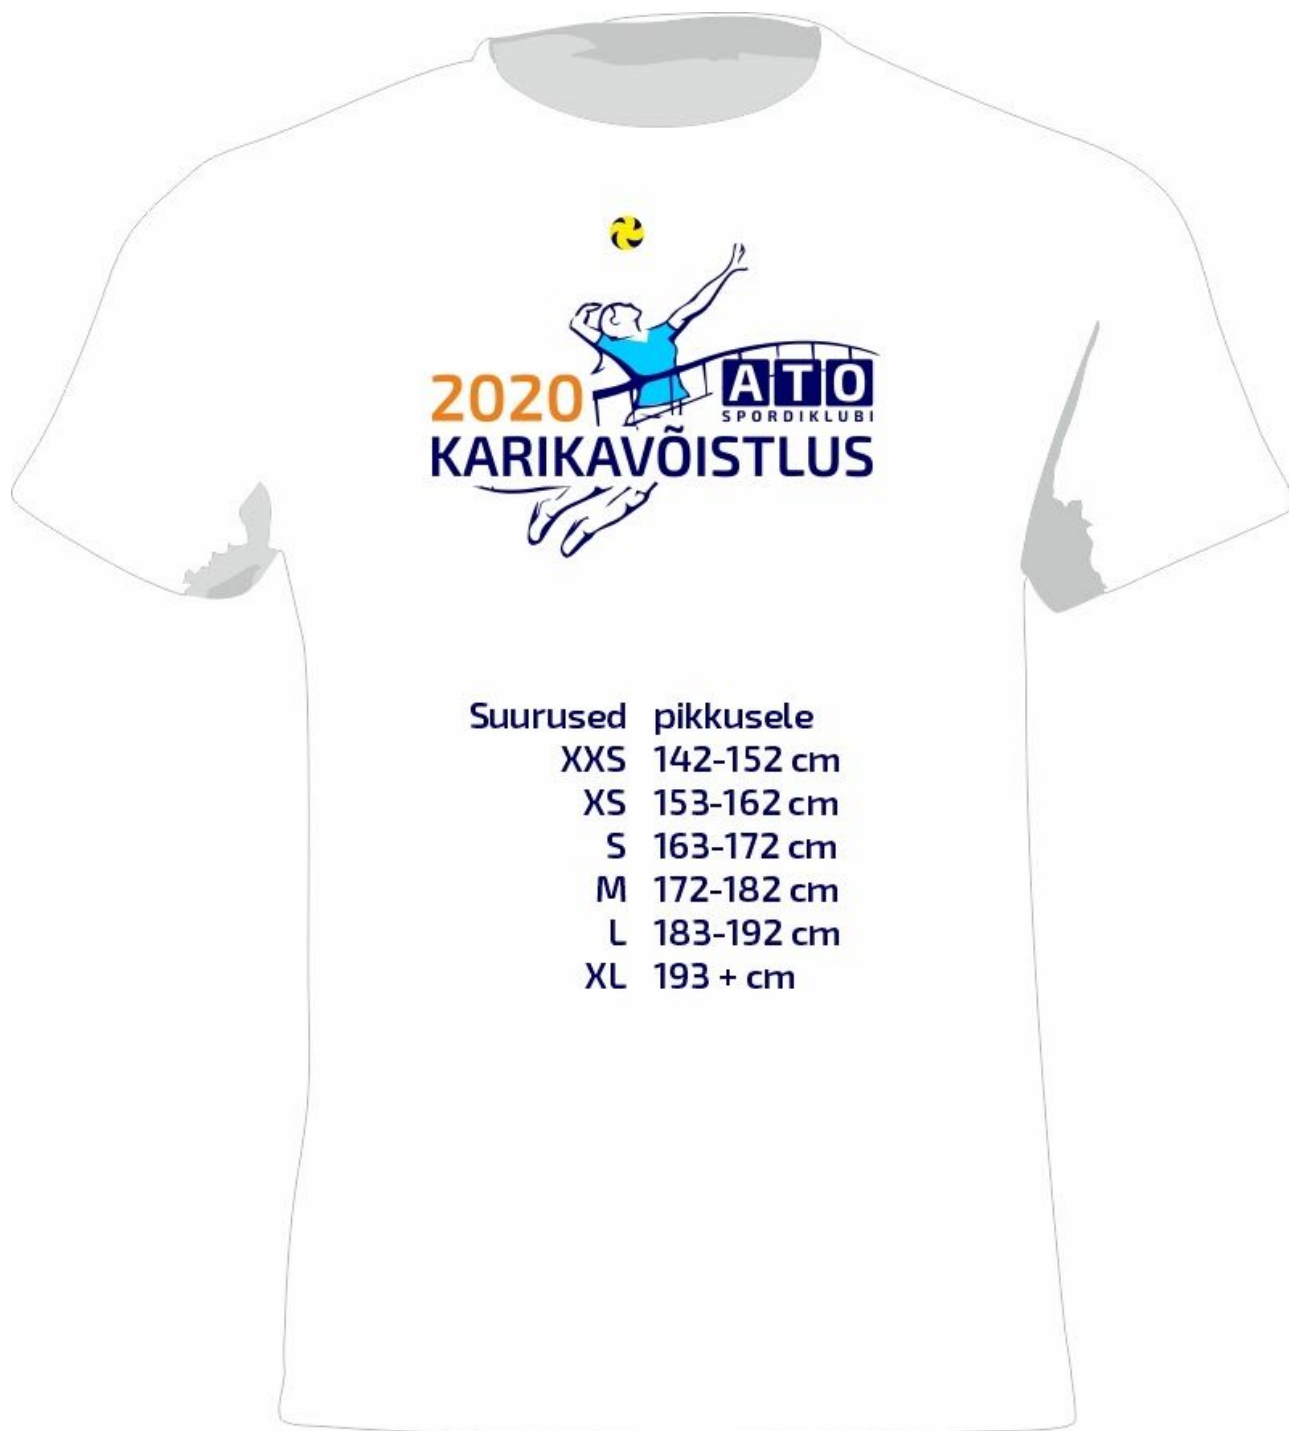 2020 ATO
SPORDIKLUBI
KARIKAVÕISTLUS
Suurused pikkusele
XXS 142-152 cm
XS 153-162 cm
S 163-172 cm
M 172-182 cm
L 183-192 cm
XL 193 + cm